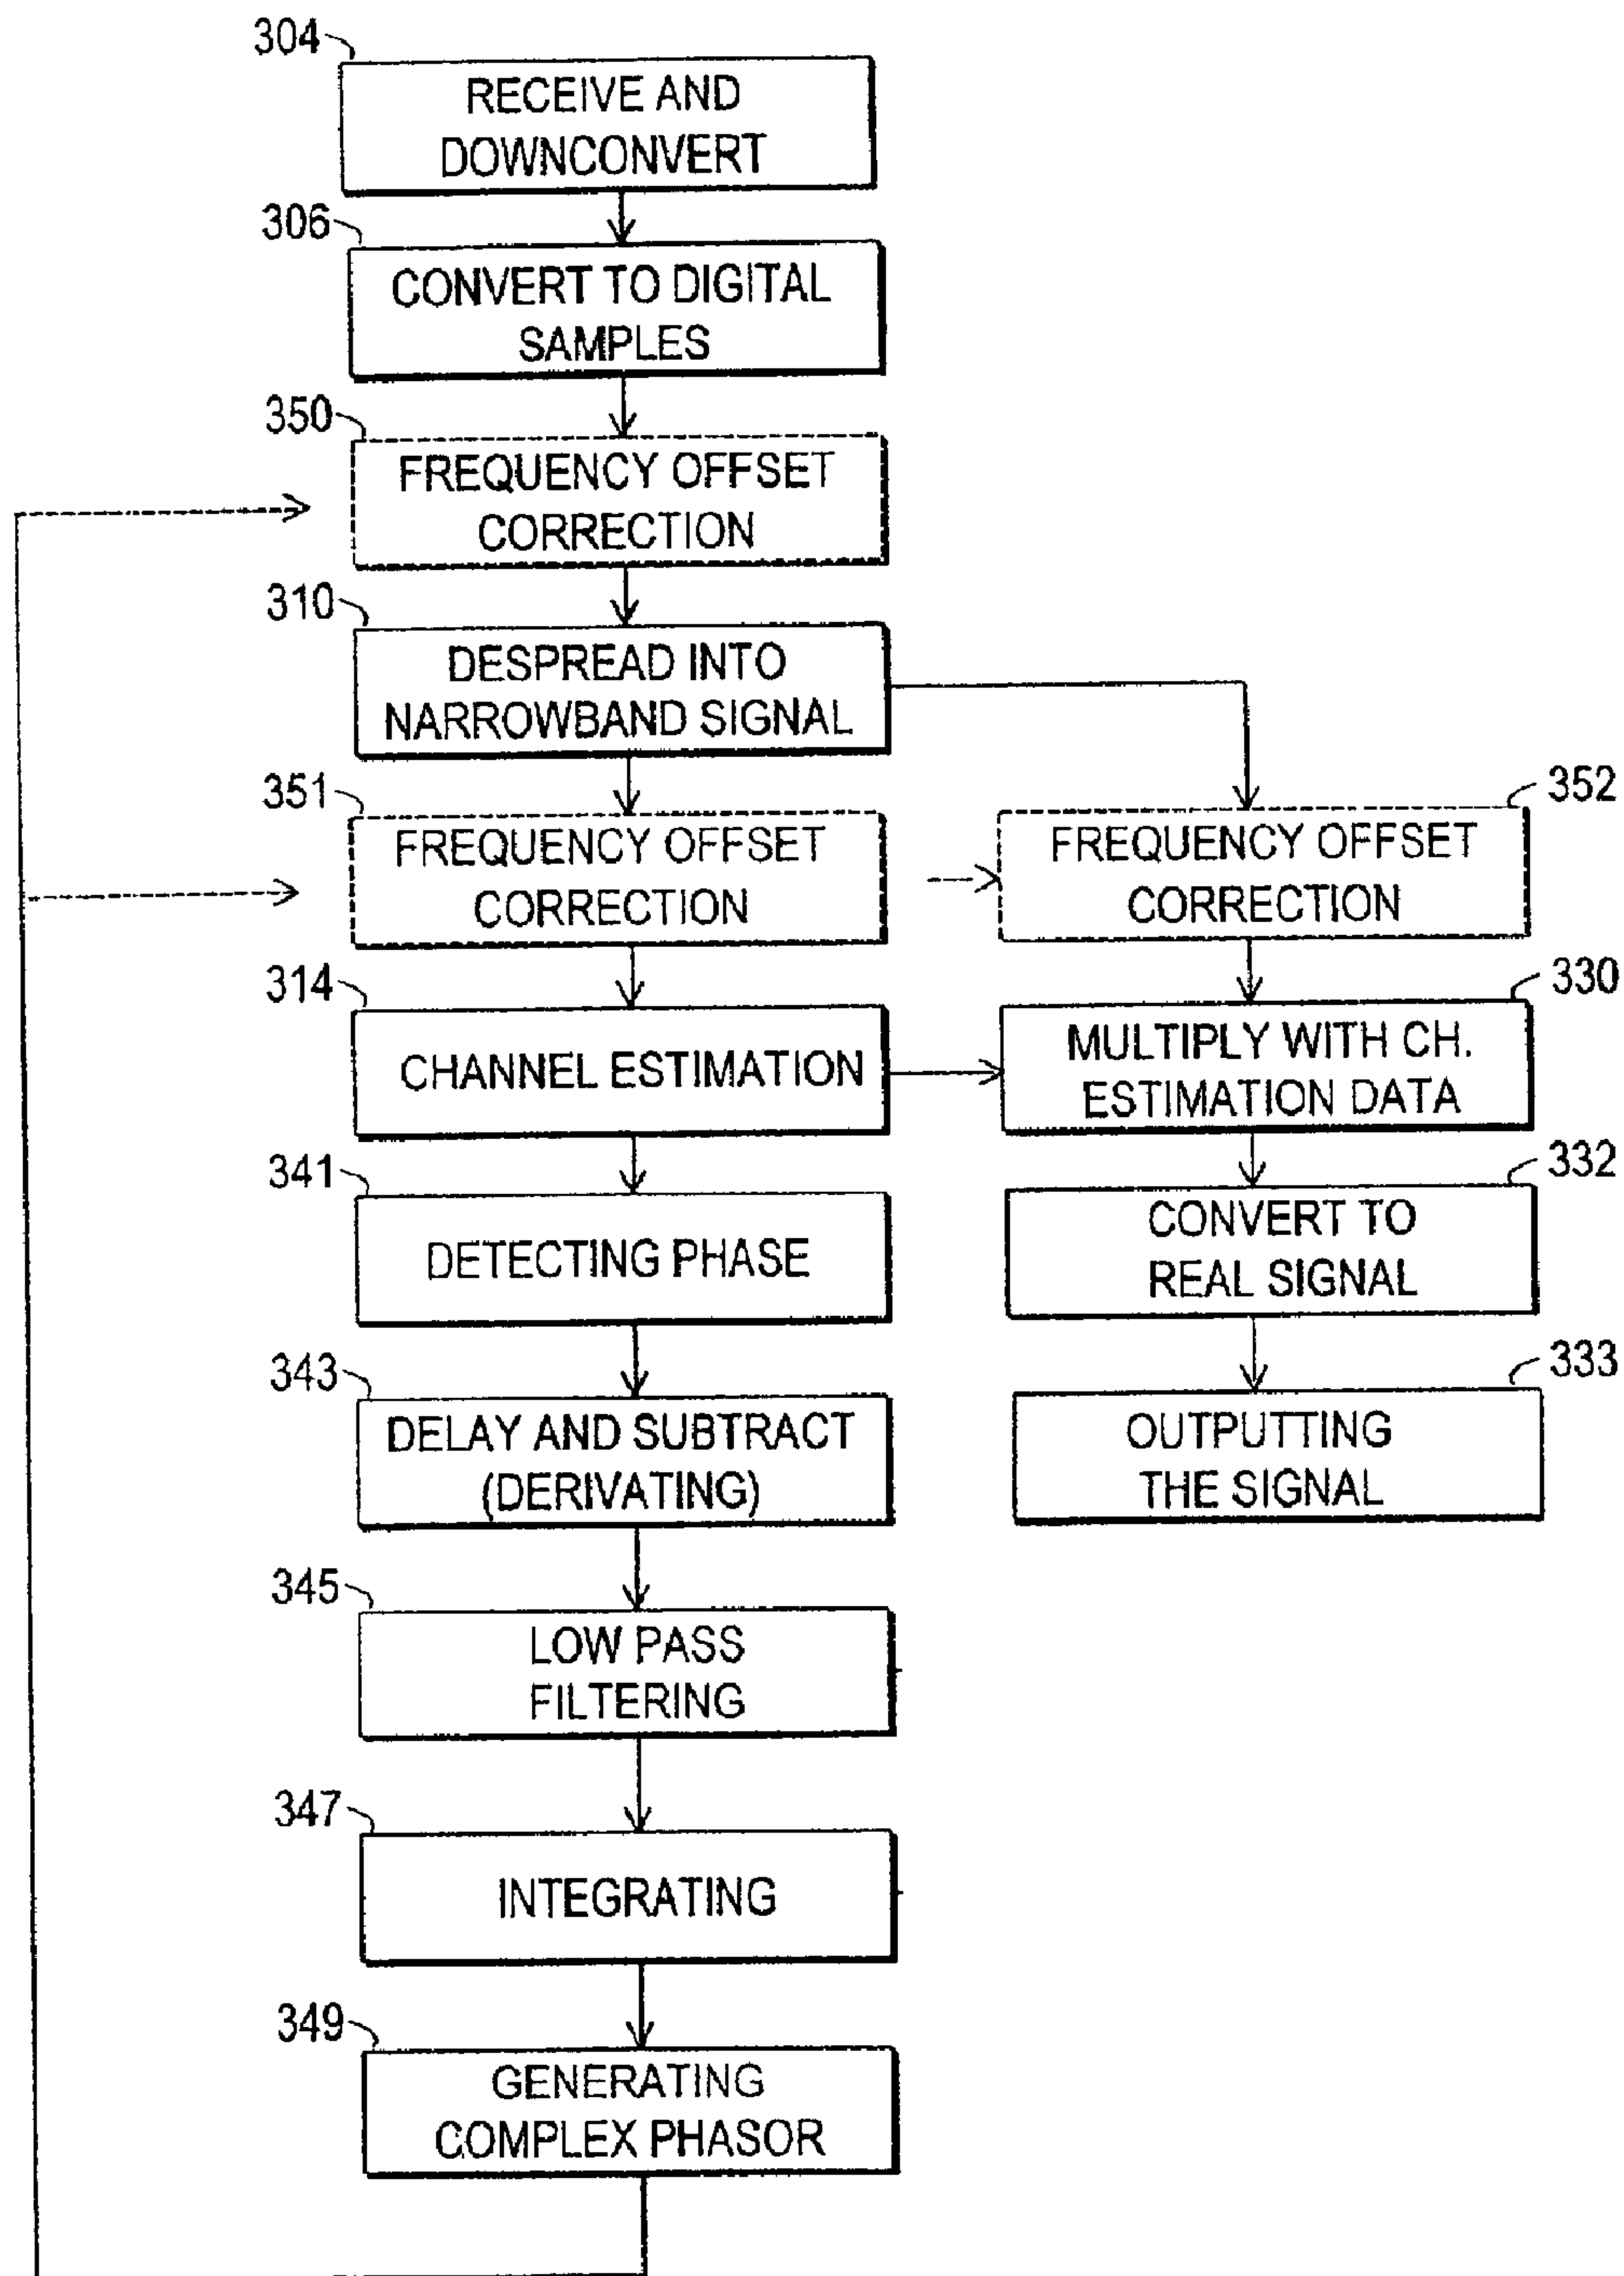 304
RECEIVE AND
DOWNCONVERT
306
CONVERT TO DIGITAL
SAMPLES
350
FREQUENCY OFFSET
CORRECTION
310
DESPREAD INTO
NARROWBAND SIGNAL
351
FREQUENCY OFFSET
CORRECTION
352
FREQUENCY OFFSET
CORRECTION
314
CHANNEL ESTIMATION
330
MULTIPLY WITH CH.
ESTIMATION DATA
341
DETECTING PHASE
332
CONVERT TO
REAL SIGNAL
343
DELAY AND SUBTRACT
(DERIVATING)
333
OUTPUTTING
THE SIGNAL
345
LOW PASS
FILTERING
347
INTEGRATING
349
GENERATING
COMPLEX PHASOR